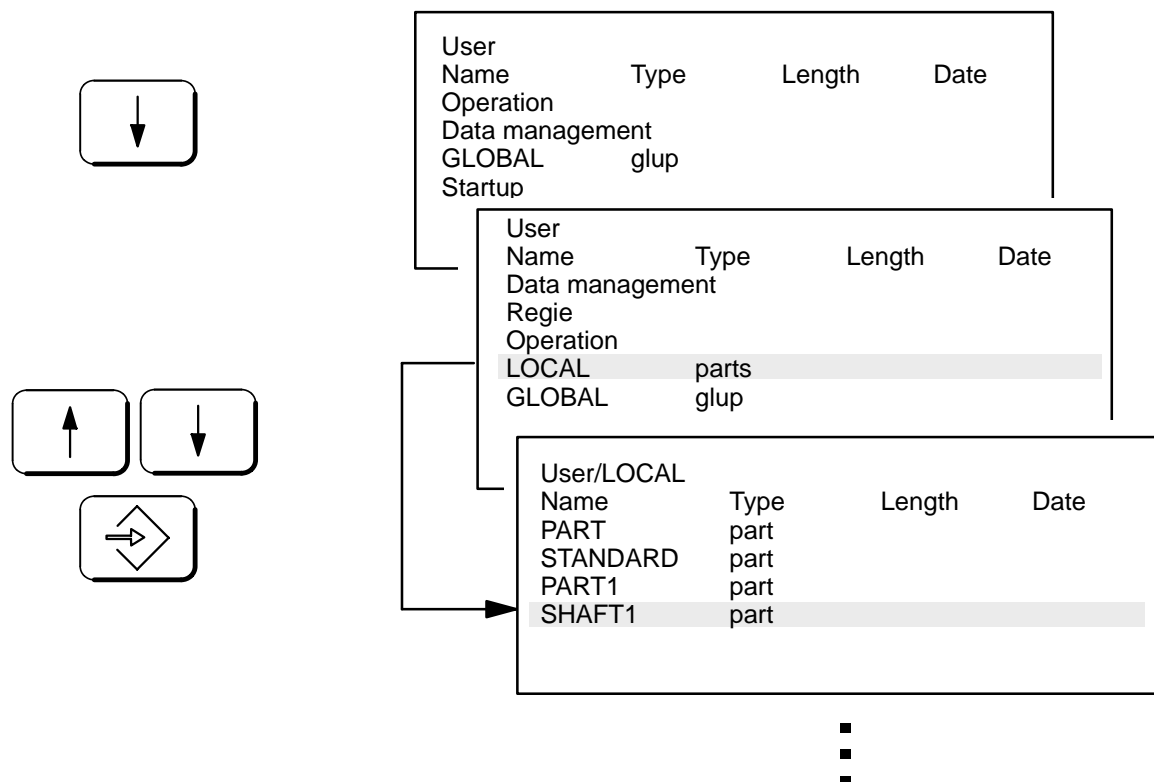 User
Name Type Length Date
Operation
Data management
GLOBAL glup
Startup
User
Name Type Length Date
Data management
Regie
Operation
LOCAL parts
GLOBAL glup
User/LOCAL
Name Type Length Date
PART part
STANDARD part
PART1 part
SHAFT1 part